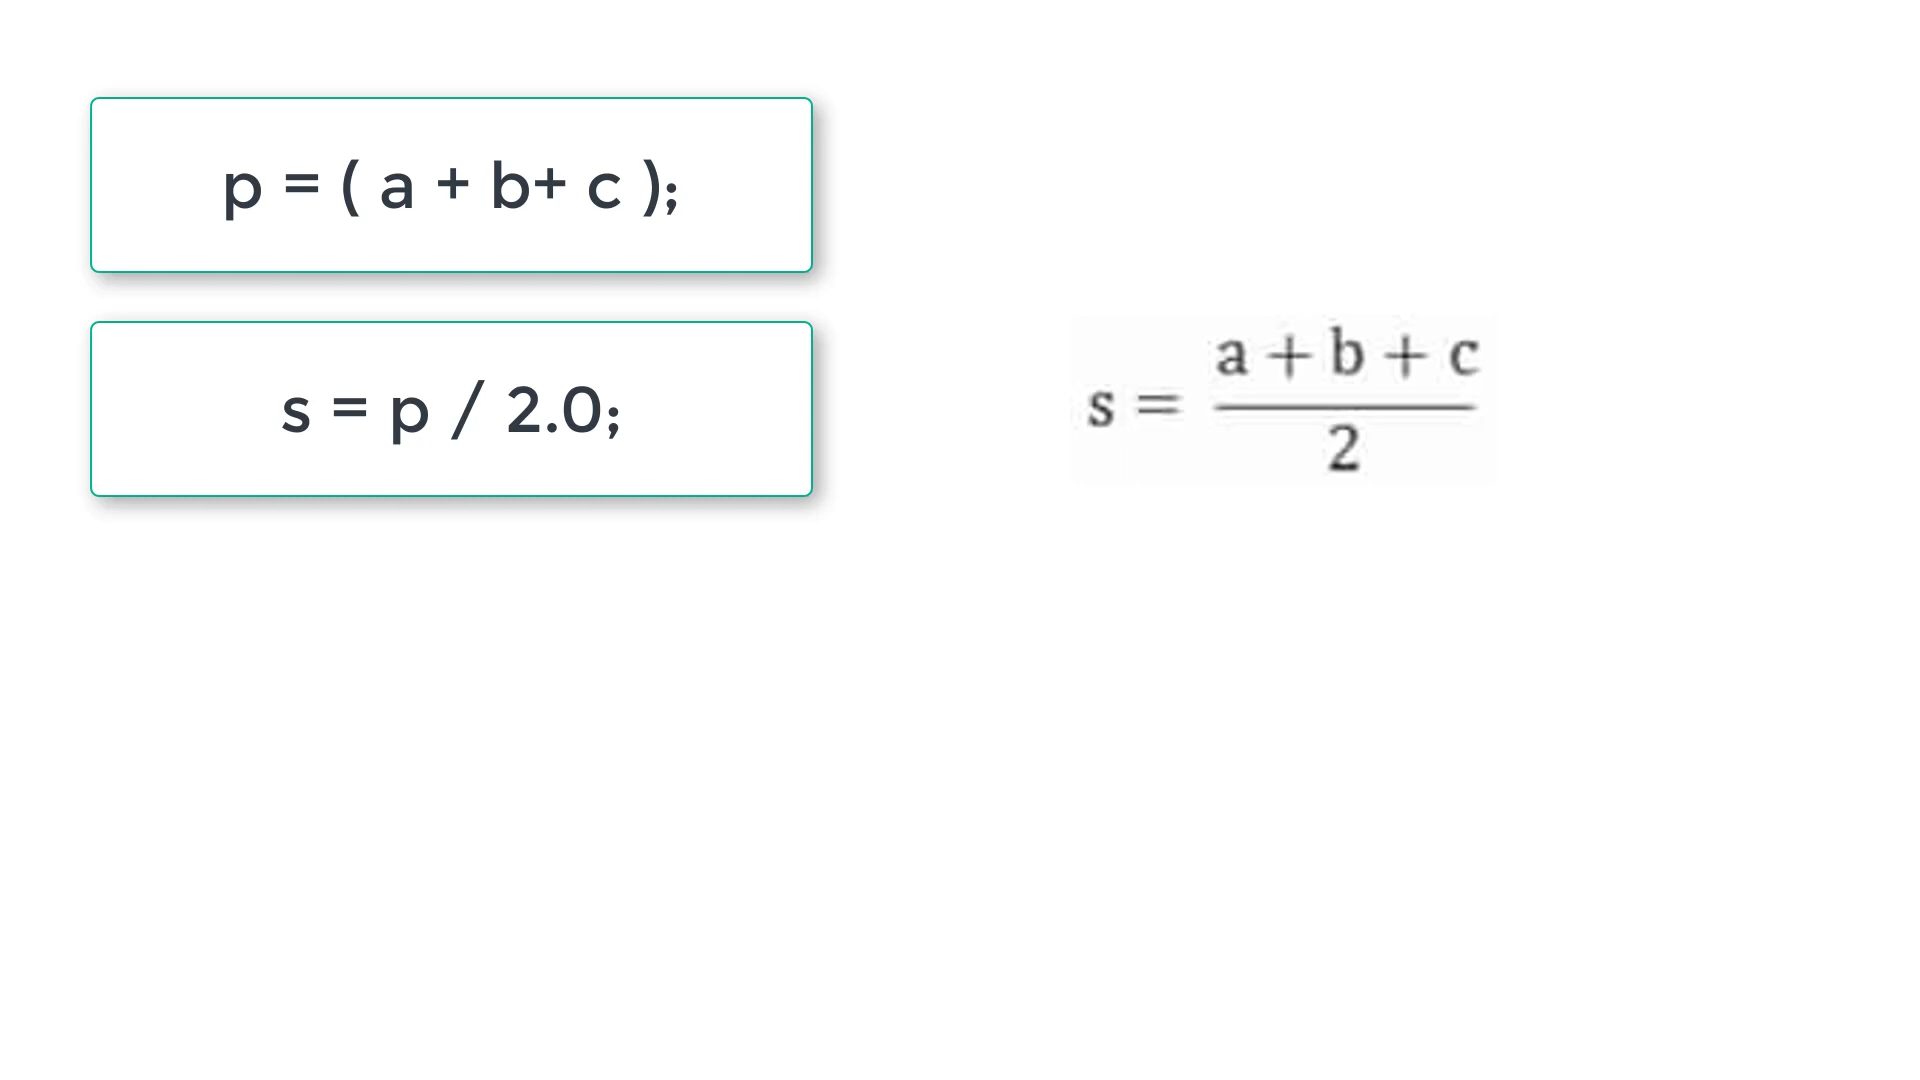 p = ( a + b+ c );
s = p / 2.0;
s = a + b + c
2